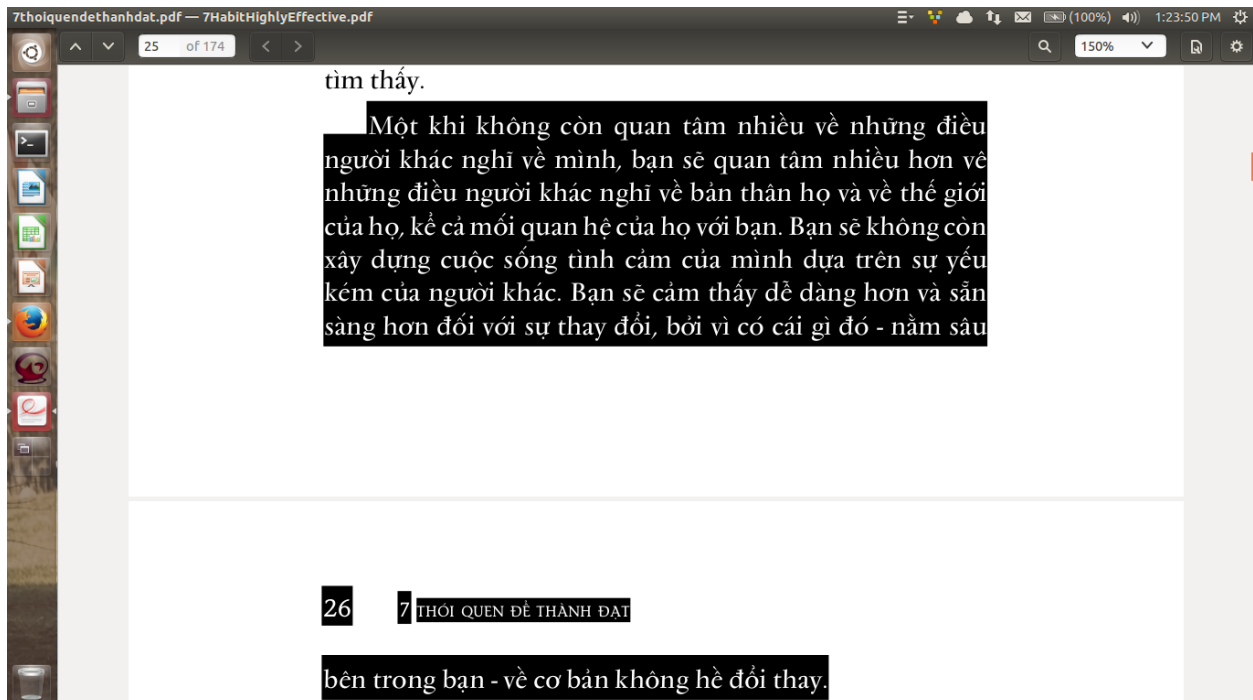 7thoiquendethanhdat.pdf — 7HabitHighlyEffective.pdf
(100%) 1:23:50 PM
25 of 174 150%
tìm thấy.
Một khi không còn quan tâm nhiều về những điều
người khác nghĩ về mình, bạn sẽ quan tâm nhiều hơn vê
những điều người khác nghĩ về bản thân họ và về thế giới
của họ, kể cả mối quan hệ của họ với bạn. Bạn sẽ không còn
xây dựng cuộc sống tình cảm của mình dựa trên sự yếu
kém của người khác. Bạn sẽ cảm thấy dễ dàng hơn và sẵn
sàng hơn đối với sự thay đổi, bởi vì có cái gì đó - nằm sâu
26 7 THÓI QUEN ĐỂ THÀNH ĐẠT
bên trong bạn - về cơ bản không hề đổi thay.